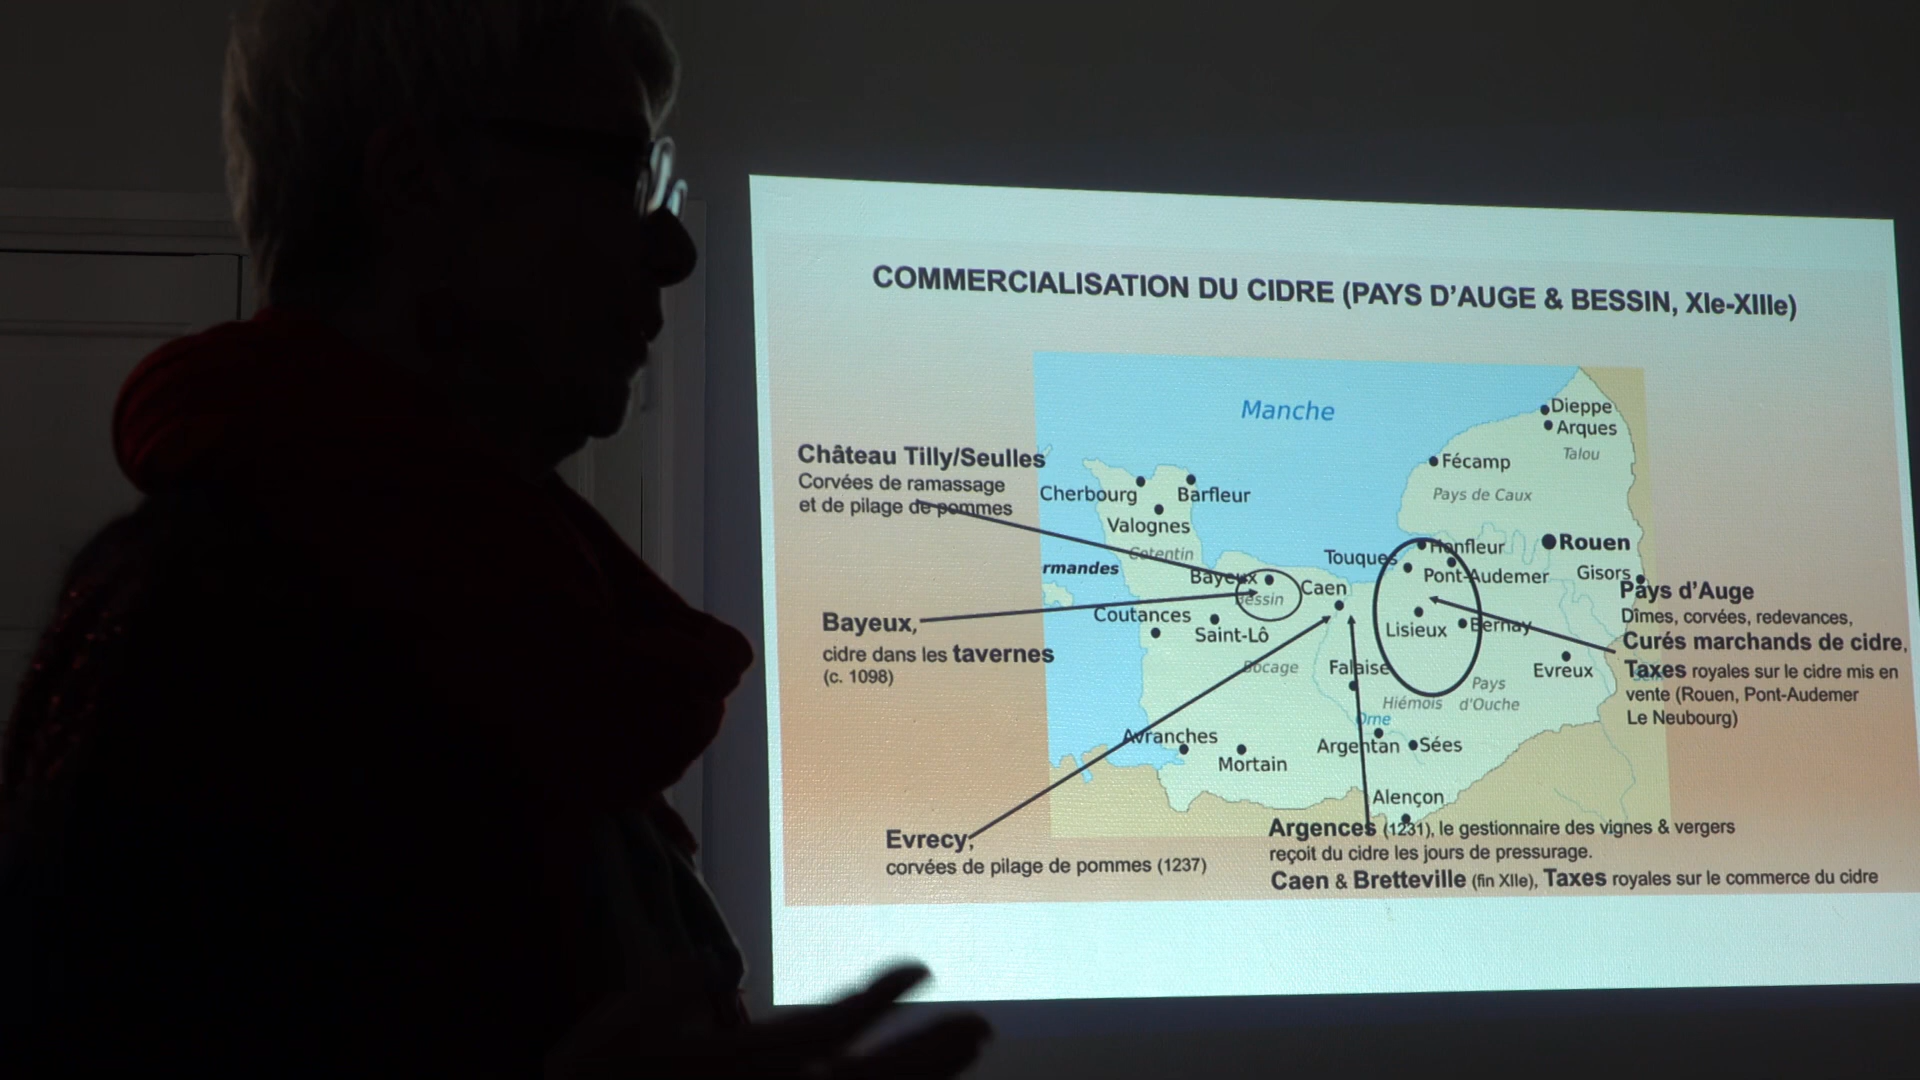 COMMERCIALISATION DU CIDRE (PAYS D'AUGE & BESSIN, XIe-XIIIe)
Manche
Dieppe
Arques
Talou
Fécamp
Pays de Caux
Château Tilly/Seulles
Corvées de ramassage
et de pilage de pommes
Cherbourg
Barfleur
Valognes
Cotentin
rmandes
Touques
Honfleur
Rouen
Pont-Audemer
Gisors
Bayeux
Bessin
Caen
Coutances
Saint-Lô
Lisieux
Bernay
Bocage
Falaise
Evreux
Hiémois
Pays
d'Ouche
Orne
Avranches
Mortain
Argentan
Sées
Alençon
Bayeux,
cidre dans les tavernes
(c. 1098)
Pays d'Auge
Dîmes, corvées, redevances,
Curés marchands de cidre,
Taxes royales sur le cidre mis en
vente (Rouen, Pont-Audemer
Le Neubourg)
Evrecy,
corvées de pilage de pommes (1237)
Argences (1231), le gestionnaire des vignes & vergers
reçoit du cidre les jours de pressurage.
Caen & Bretteville (fin XIIe), Taxes royales sur le commerce du cidre